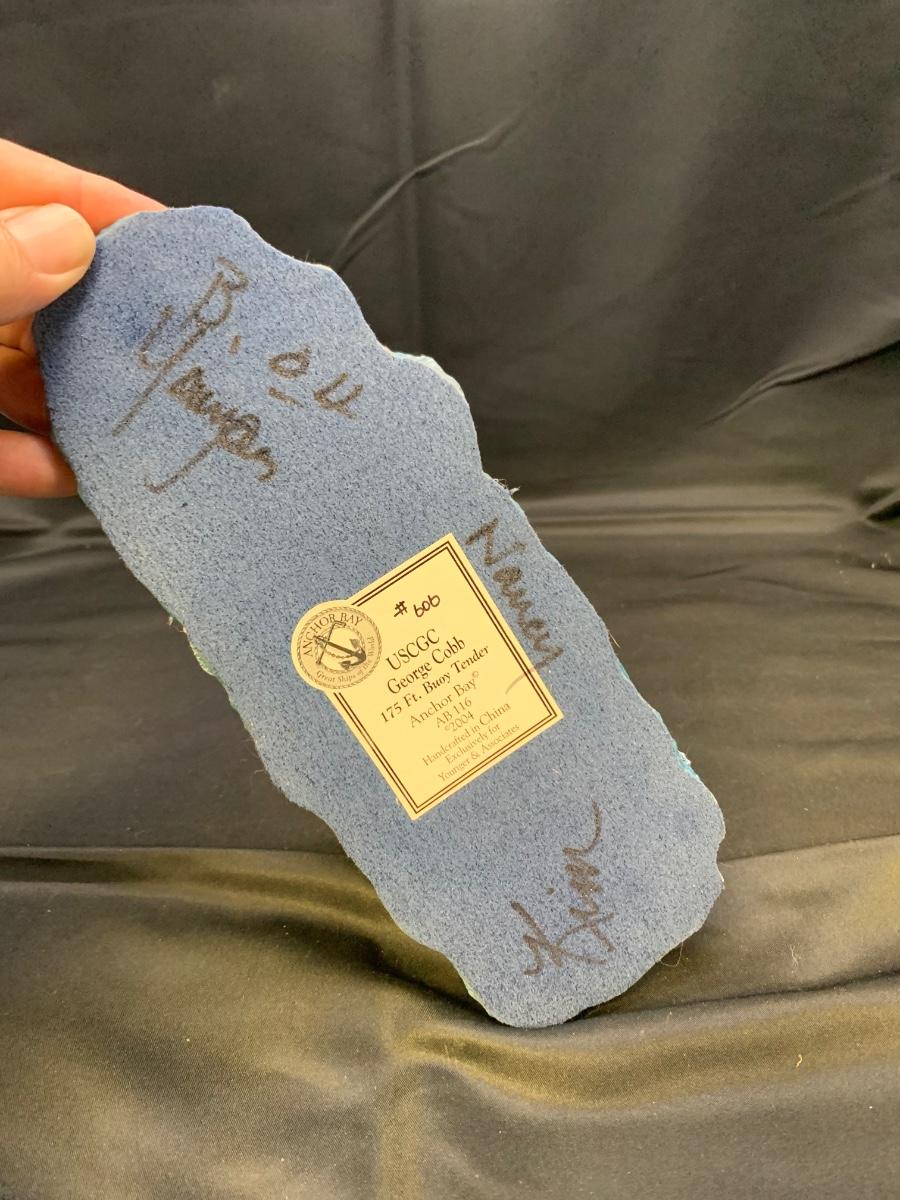 B. Younger
'04
Nancy
# 606
ANCHOR BAY
Great Ships of the World
USCGC
George Cobb
175 Ft. Buoy Tender
Anchor Bay©
AB 116
©2004
Handcrafted in China
Exclusively for
Younger & Associates
Kim